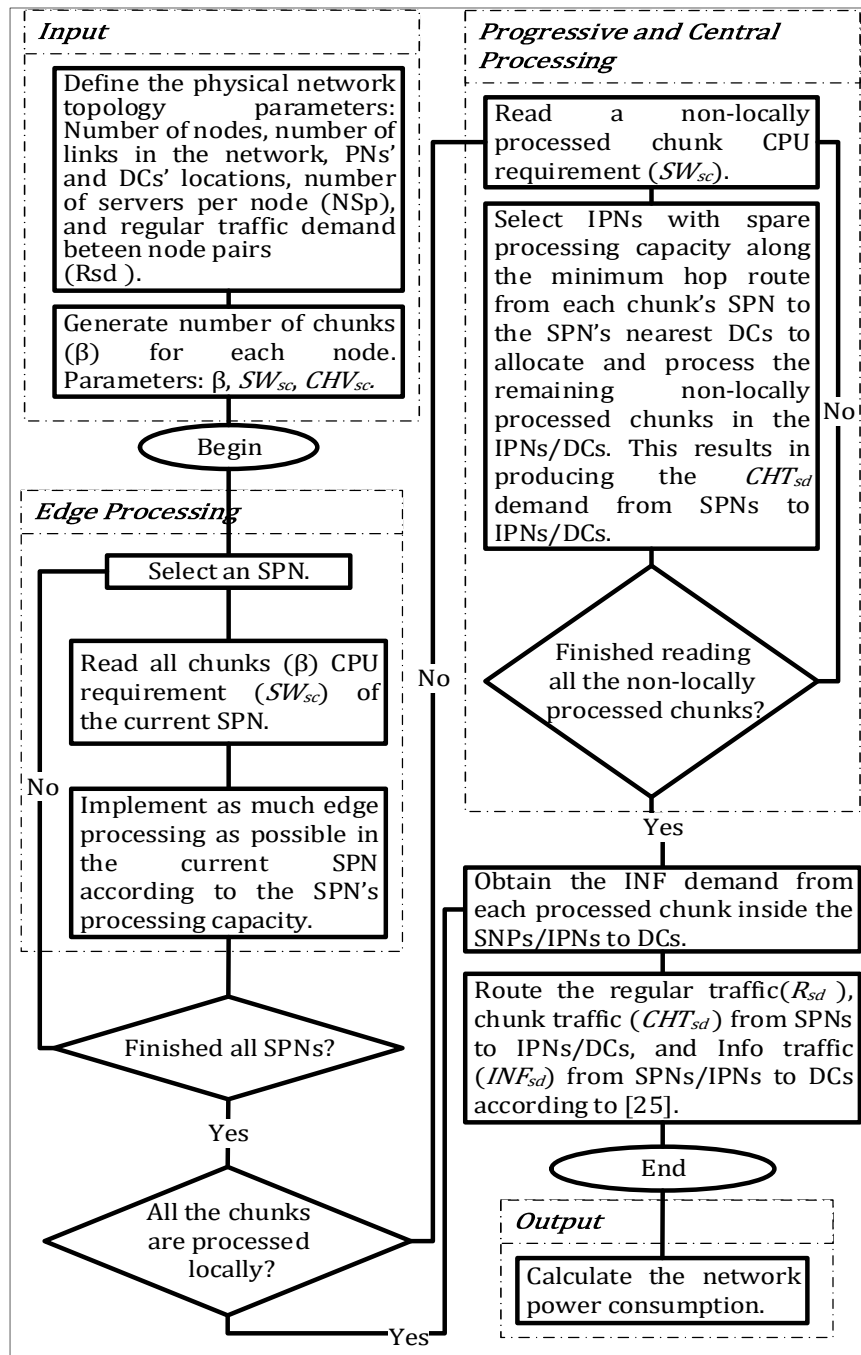 Input
Define the physical network
topology parameters:
Number of nodes, number of
links in the network, PNs'
and DCs' locations, number
of servers per node (NSp),
and regular traffic demand
beteen node pairs
(Rsd ).
Generate number of chunks
(β) for each node.
Parameters: β, SWsc, CHVsc.
Begin
Edge Processing
Select an SPN.
Read all chunks (β) CPU
requirement (SWsc) of
the current SPN.
No
Implement as much edge
processing as possible in
the current SPN
according to the SPN's
processing capacity.
Finished all SPNs?
Yes
All the chunks
are processed
locally?
Yes
No
Progressive and Central
Processing
Read a non-locally
processed chunk CPU
requirement (SWsc).
Select IPNs with spare
processing capacity along
the minimum hop route
from each chunk's SPN to
the SPN's nearest DCs to
allocate and process the
remaining non-locally
processed chunks in the
IPNs/DCs. This results in
producing the CHTsd
demand from SPNs to
IPNs/DCs.
No
Finished reading
all the non-locally
processed chunks?
Yes
Obtain the INF demand from
each processed chunk inside the
SNPs/IPNs to DCs.
Route the regular traffic(Rsd ),
chunk traffic (CHTsd) from SPNs
to IPNs/DCs, and Info traffic
(INFsd) from SPNs/IPNs to DCs
according to [25].
End
Output
Calculate the network
power consumption.